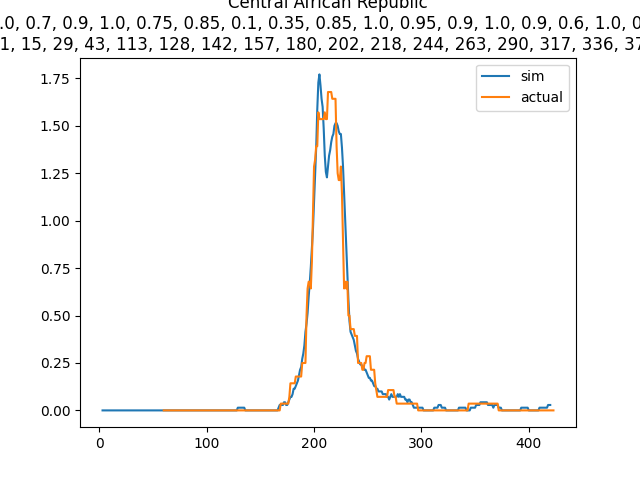 Central African Republic
.0, 0.7, 0.9, 1.0, 0.75, 0.85, 0.1, 0.35, 0.85, 1.0, 0.95, 0.9, 1.0, 0.9, 0.6, 1.0, 0
1, 15, 29, 43, 113, 128, 142, 157, 180, 202, 218, 244, 263, 290, 317, 336, 37
sim
actual
1.75
1.50
1.25
1.00
0.75
0.50
0.25
0.00
0 100 200 300 400